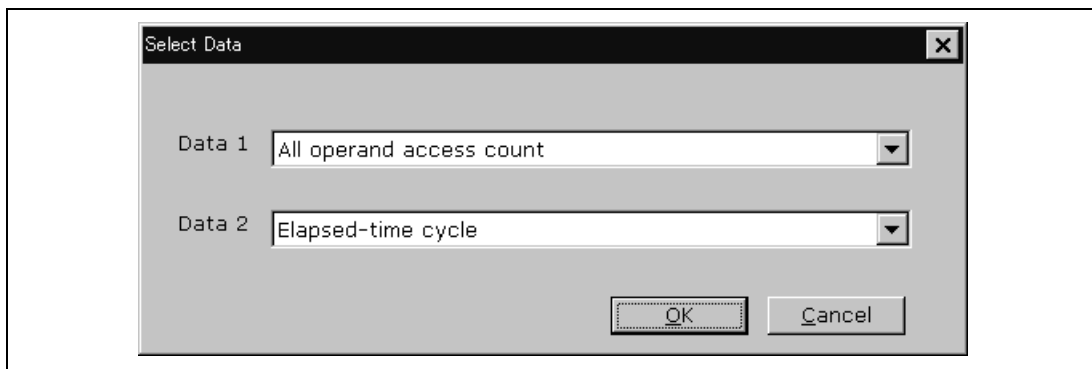 Select Data
Data 1 All operand access count
Data 2 Elapsed-time cycle
OK Cancel